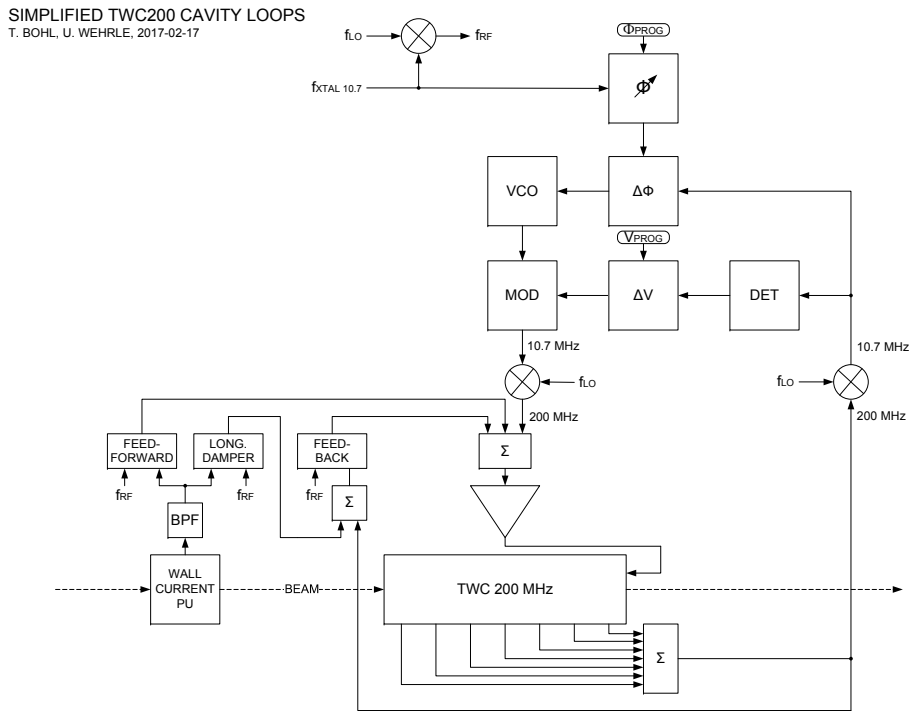 SIMPLIFIED TWC200 CAVITY LOOPS
T. BOHL, U. WEHRLE, 2017-02-17
fLO
fRF
ΦPROG
fXTAL 10.7
Φ
VCO
ΔΦ
VPROG
MOD
ΔV
DET
10.7 MHz
10.7 MHz
fLO
fLO
200 MHz
200 MHz
FEED-
FORWARD
LONG.
DAMPER
FEED-
BACK
Σ
fRF
fRF
fRF
Σ
BPF
WALL
CURRENT
PU
BEAM
TWC 200 MHz
Σ